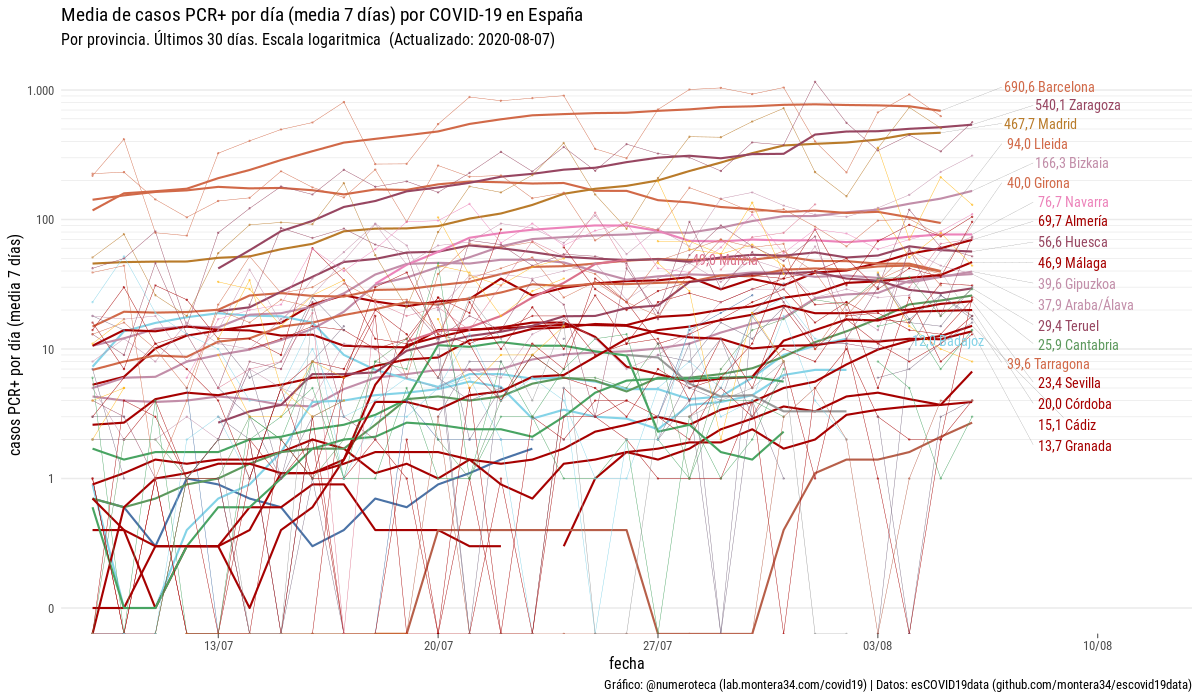 Media de casos PCR+ por día (media 7 días) por COVID-19 en España
Por provincia. Últimos 30 días. Escala logaritmica (Actualizado: 2020-08-07)
casos PCR+ por día (media 7 días)
1.000
100
10
1
0
690,6 Barcelona
540,1 Zaragoza
467,7 Madrid
94,0 Lleida
166,3 Bizkaia
40,0 Girona
76,7 Navarra
69,7 Almería
56,6 Huesca
Murcia
46,9 Málaga
39,6 Gipuzkoa
37,9 Araba/Álava
29,4 Teruel
25,9 Cantabria
Badajoz
39,6 Tarragona
23,4 Sevilla
20,0 Córdoba
15,1 Cádiz
13,7 Granada
13/07
20/07
27/07
03/08
10/08
fecha
Gráfico: @numeroteca (lab.montera34.com/covid19) | Datos: esCOVID19data (github.com/montera34/escovid19data)